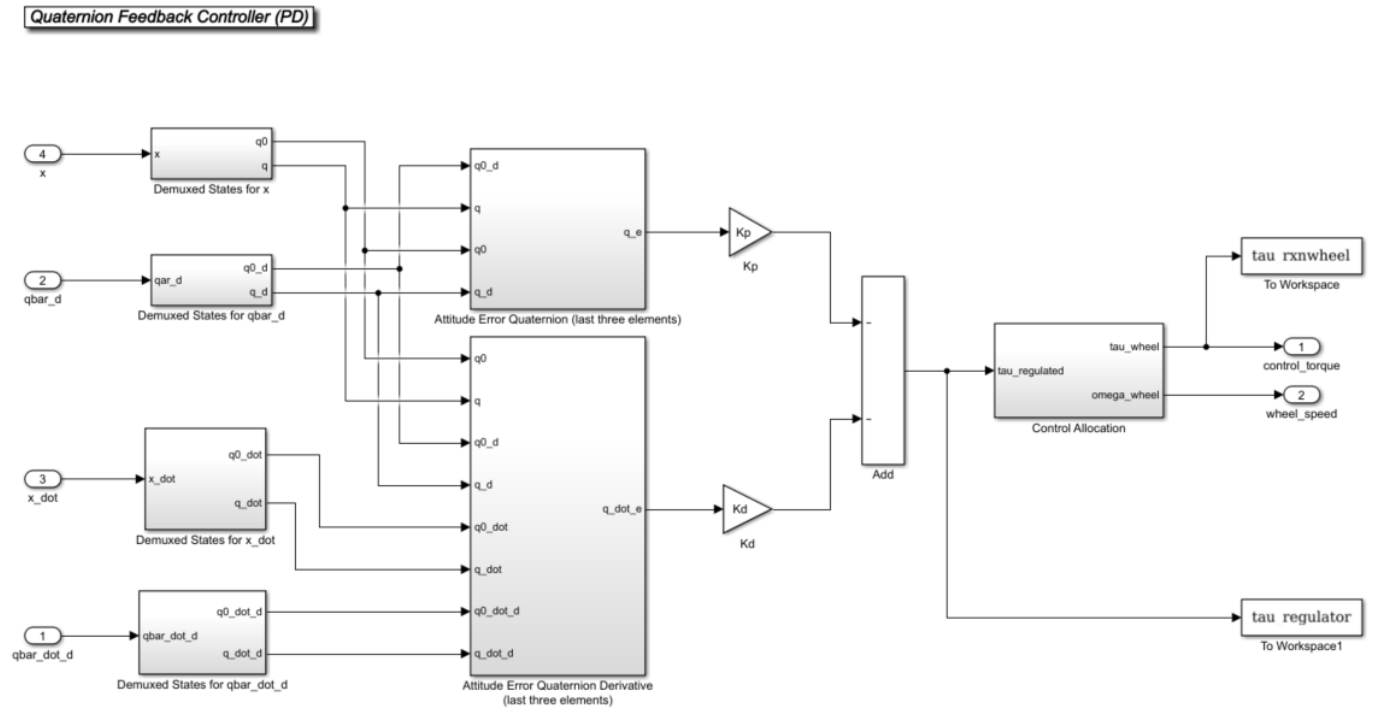 Quaternion Feedback Controller (PD)
4
x
x
q0
q
Demuxed States for x
2
qbar_d
qar_d
q0_d
q_d
Demuxed States for qbar_d
3
x_dot
x_dot
q0_dot
q_dot
Demuxed States for x_dot
1
qbar_dot_d
qbar_dot_d
q0_dot_d
q_dot_d
Demuxed States for qbar_dot_d
q0_d
q
q0
q_d
q_e
Attitude Error Quaternion (last three elements)
q0
q
q0_d
q_d
q0_dot
q_dot
q0_dot_d
q_dot_d
q_dot_e
Attitude Error Quaternion Derivative
(last three elements)
Kp
Kp
Kd
Kd
−
−
Add
tau_regulated
tau_wheel
omega_wheel
Control Allocation
tau rxnwheel
To Workspace
1
control_torque
2
wheel_speed
tau regulator
To Workspace1